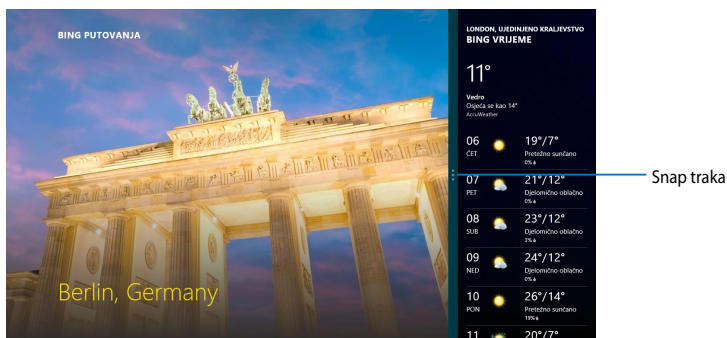 BING PUTOVANJA
Berlin, Germany
LONDON, UJEDINJENO KRALJEVSTVO
BING VRIJEME
11°
Vedro
Osjeća se kao 14°
AccuWeather
06 19°/7°
ČET Pretežno sunčano
0%
07 21°/12°
PET Djelomično oblačno
0%
08 23°/12°
SUB Djelomično oblačno
3%
09 24°/12°
NED Djelomično oblačno
0%
10 26°/14°
PON Pretežno sunčano
19%
11 20°/7°
Snap traka